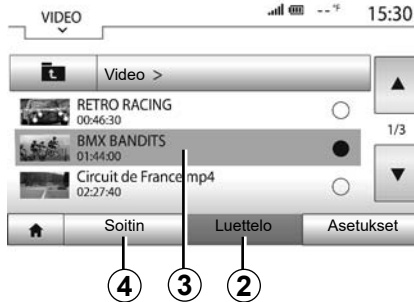 VIDEO
--°F
15:30
Video >
RETRO RACING
00:46:30
BMX BANDITS
01:44:00
1/3
Circuit de France mp4
02:27:40
Soitin
Luettelo
Asetukset
4
3
2